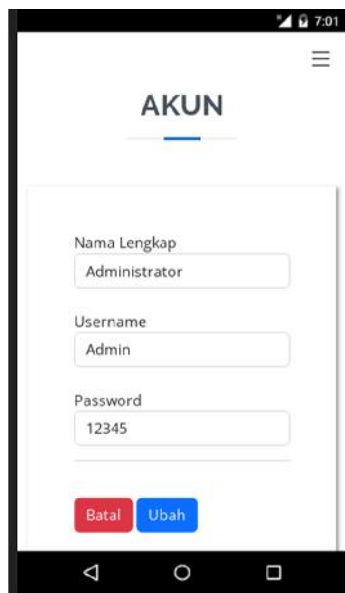 7:01
AKUN
Nama Lengkap
Administrator
Username
Admin
Password
12345
Batal Ubah